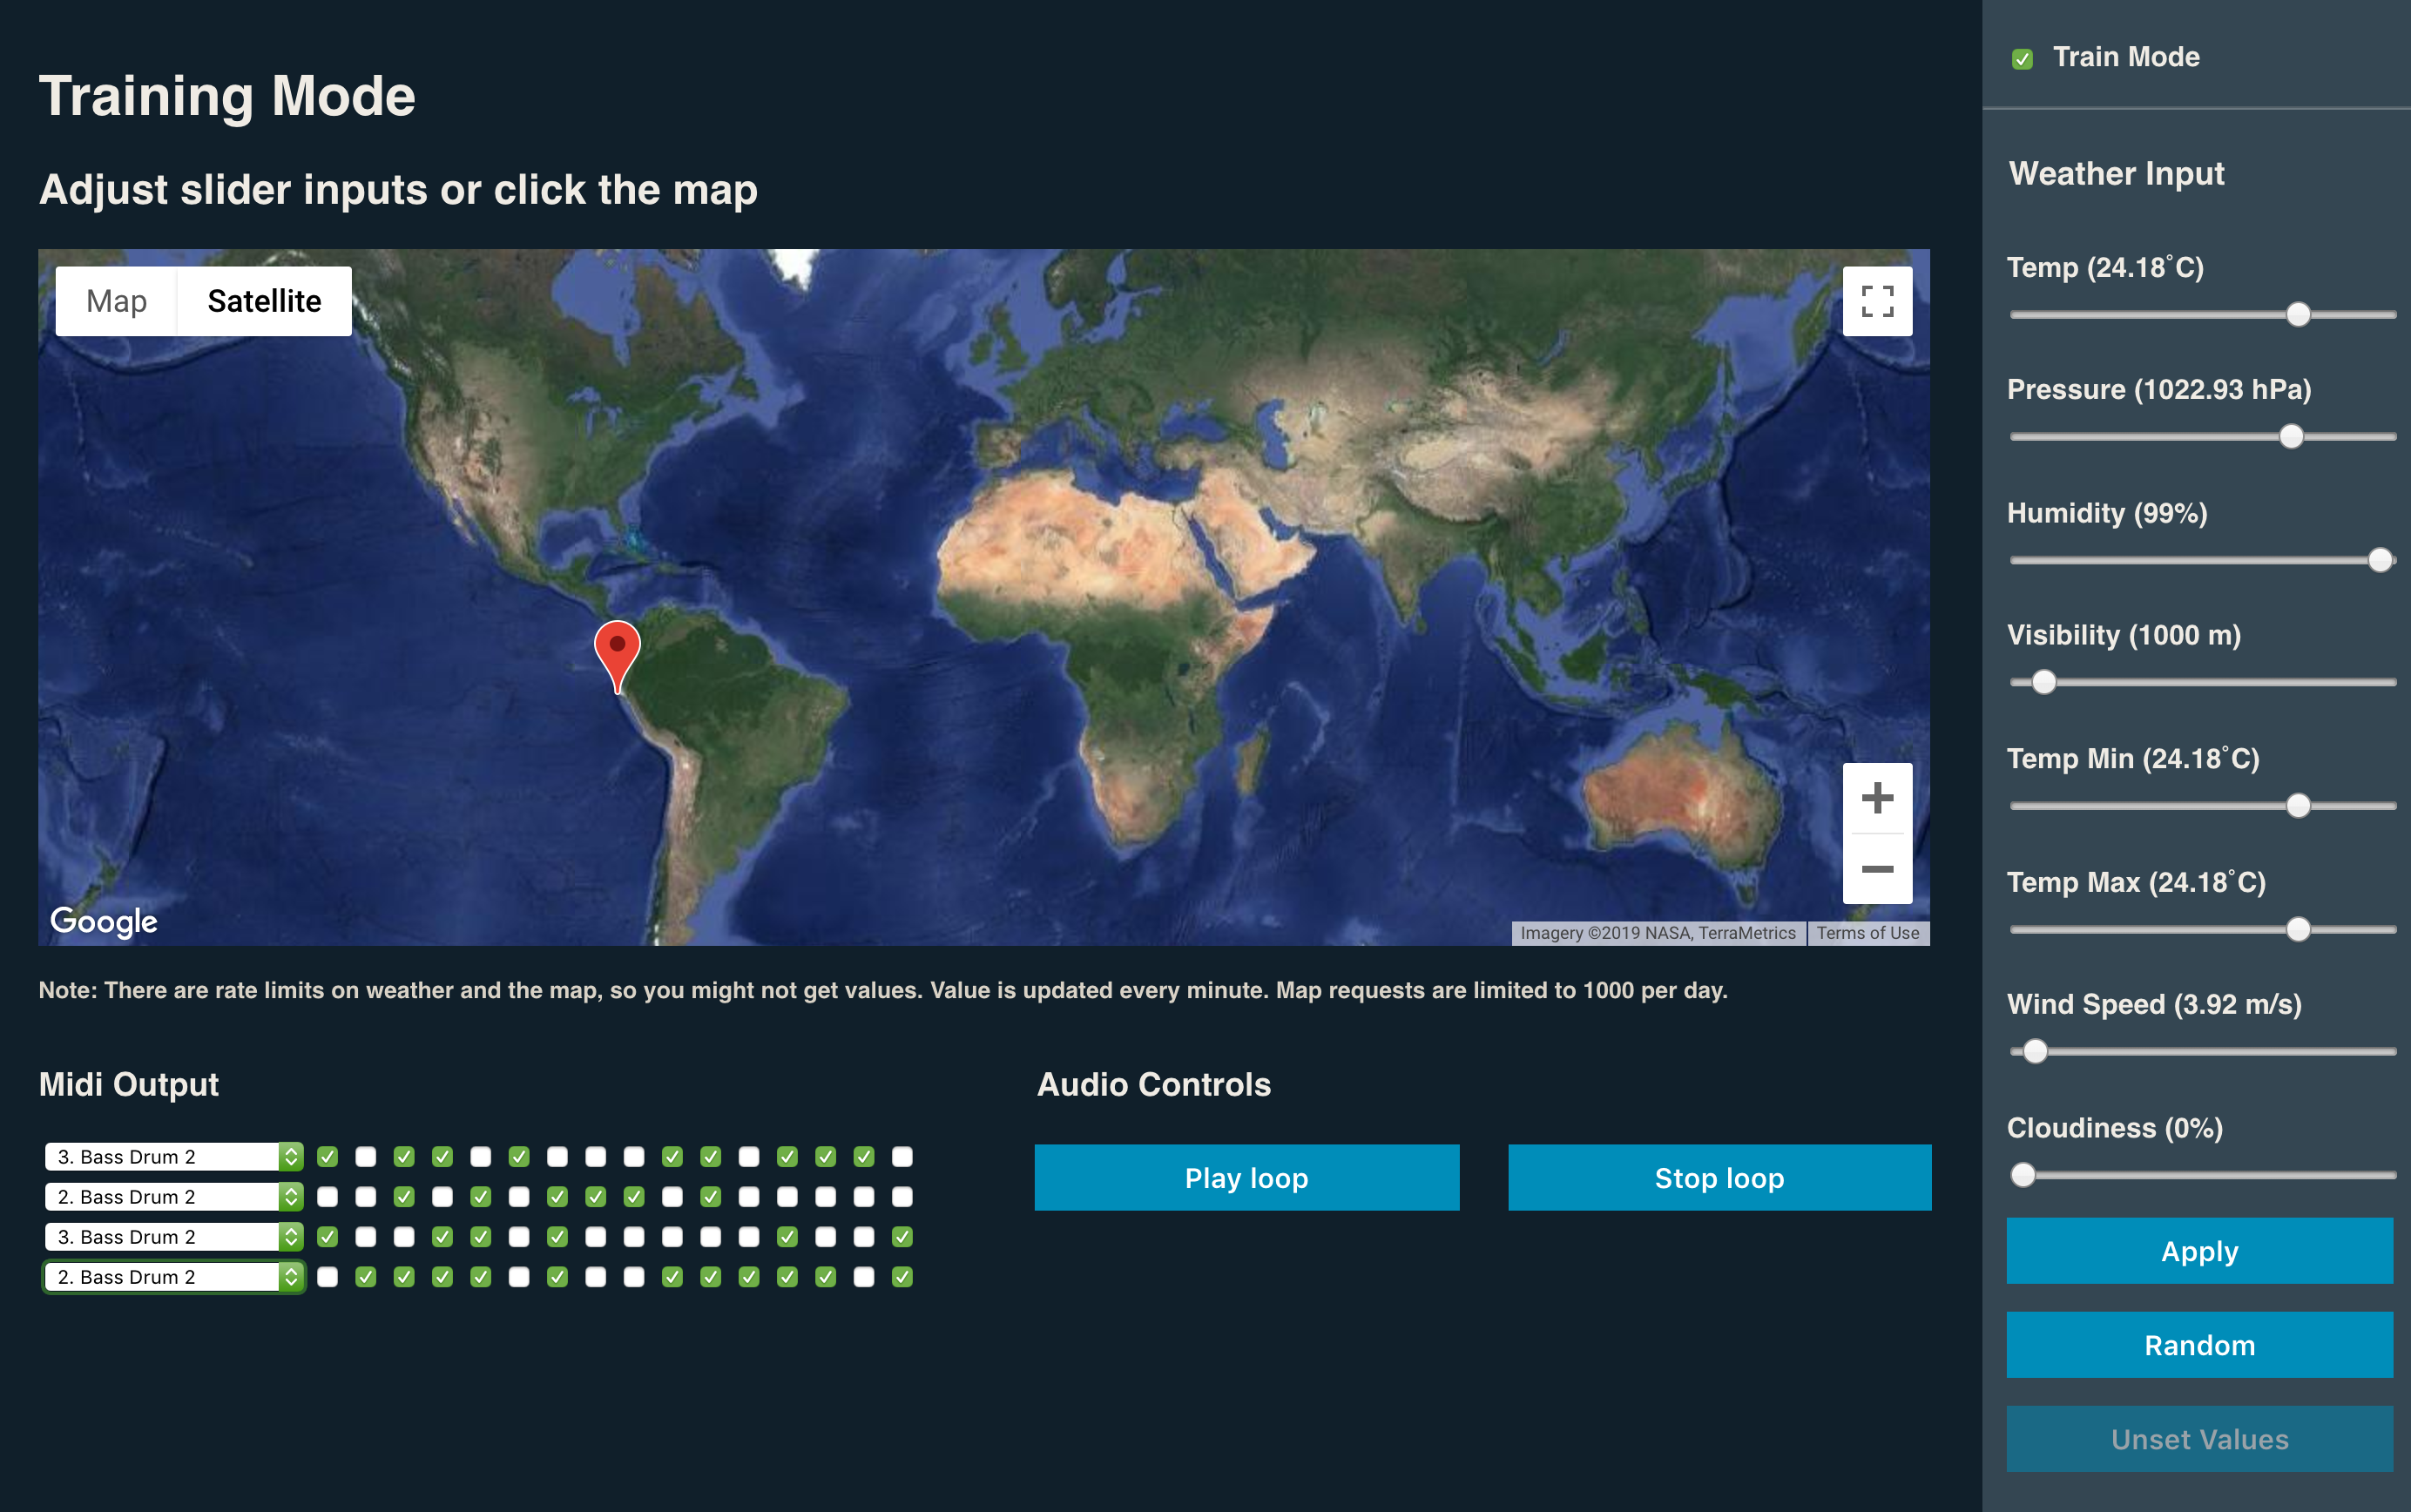 Training Mode
Adjust slider inputs or click the map
Map Satellite
Google
Imagery ©2019 NASA, TerraMetrics Terms of Use
Note: There are rate limits on weather and the map, so you might not get values. Value is updated every minute. Map requests are limited to 1000 per day.
Midi Output
3. Bass Drum 2
2. Bass Drum 2
3. Bass Drum 2
2. Bass Drum 2
Audio Controls
Play loop
Stop loop
Train Mode
Weather Input
Temp (24.18˚C)
Pressure (1022.93 hPa)
Humidity (99%)
Visibility (1000 m)
Temp Min (24.18˚C)
Temp Max (24.18˚C)
Wind Speed (3.92 m/s)
Cloudiness (0%)
Apply
Random
Unset Values